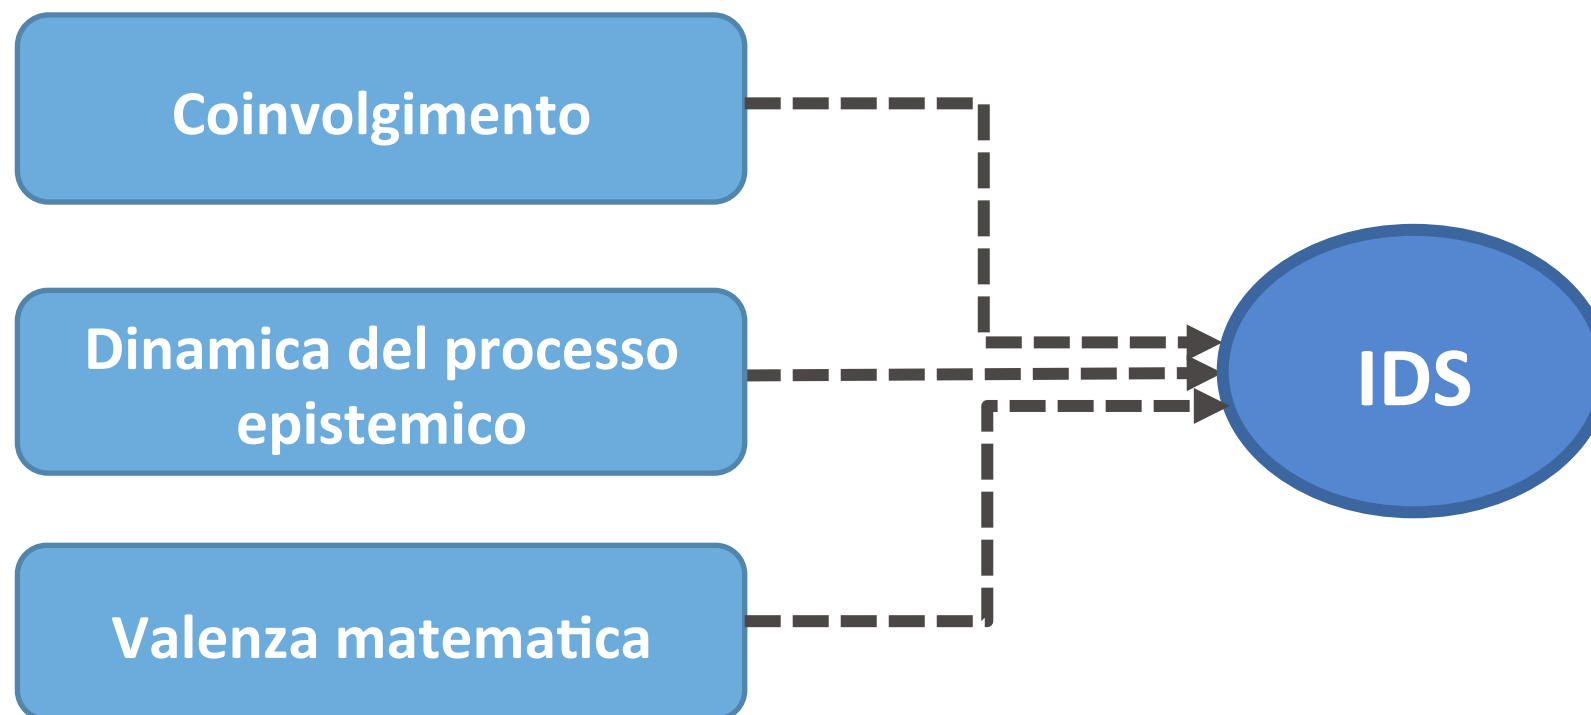 Coinvolgimento
Dinamica del processo
epistemico
IDS
Valenza matematica